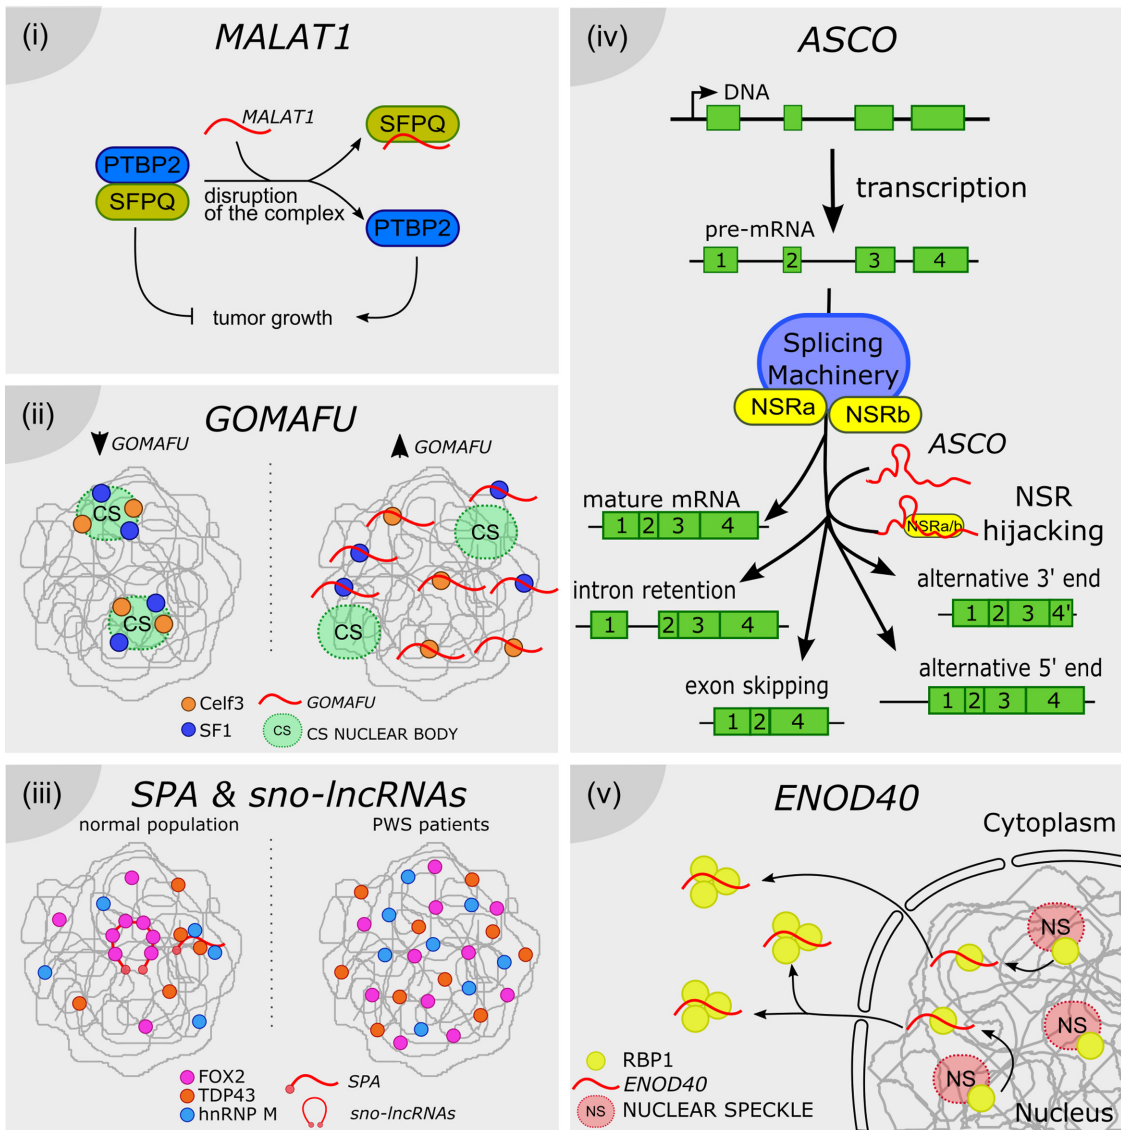 (i)
MALAT1
MALAT1
SFPQ
PTBP2
SFPQ
disruption
of the complex
PTBP2
tumor growth
(ii)
GOMAFU
GOMAFU
GOMAFU
CS
CS
CS
CS
Celf3
GOMAFU
SF1
CS
CS NUCLEAR BODY
(iii)
SPA & sno-lncRNAs
normal population
PWS patients
FOX2
SPA
TDP43
hnRNP M
sno-lncRNAs
(iv)
ASCO
DNA
transcription
pre-mRNA
1 2 3 4
Splicing
Machinery
NSRa
NSRb
ASCO
NSR
hijacking
NSRa/b
mature mRNA
1 2 3 4
intron retention
1 2 3 4
exon skipping
1 2 4
alternative 3' end
1 2 3 4'
alternative 5' end
1 2 3 4
(v)
ENOD40
Cytoplasm
NS
NS
NS
RBP1
ENOD40
NS
NUCLEAR SPECKLE
Nucleus